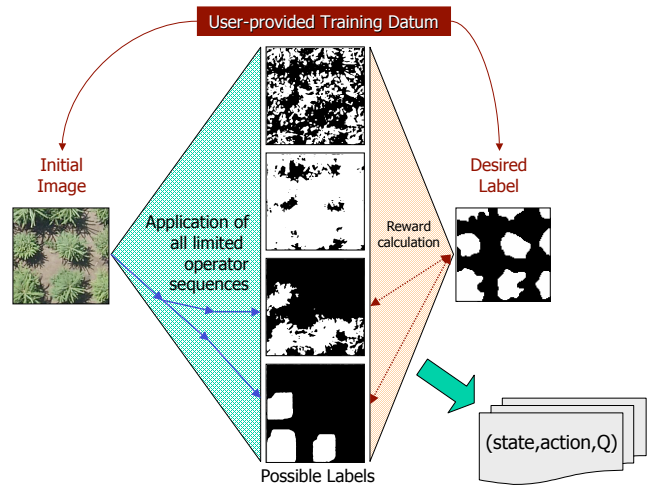 User-provided Training Datum
Initial
Image
Desired
Label
Application of
all limited
operator
sequences
Reward
calculation
(state,action,Q)
Possible Labels